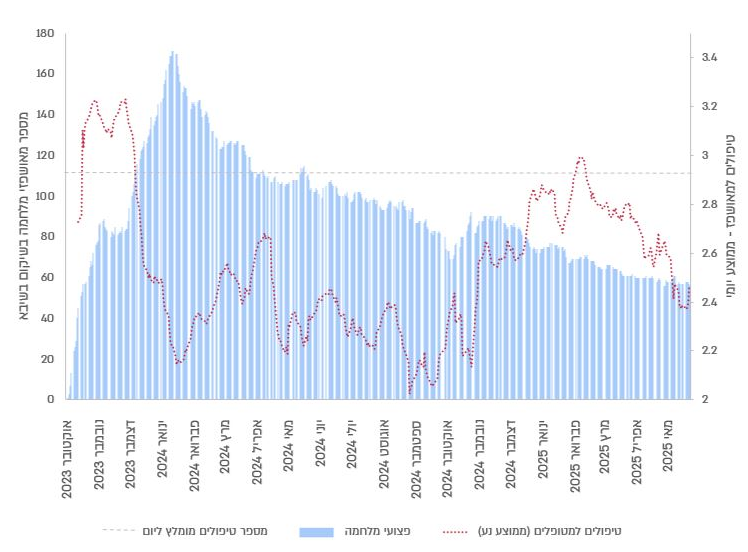 180
160
140
120
100
80
60
40
20
0
מספר מאושפזי מלחמה בשיקום בשיבא
3.4
3.2
3
2.8
2.6
2.4
2.2
2
טיפולים למאושפז - ממוצע יומי
אוקטובר 2023
נובמבר 2023
דצמבר 2023
ינואר 2024
פברואר 2024
מרץ 2024
אפריל 2024
מאי 2024
יוני 2024
יולי 2024
אוגוסט 2024
ספטמבר 2024
אוקטובר 2024
נובמבר 2024
דצמבר 2024
ינואר 2025
פברואר 2025
מרץ 2025
אפריל 2025
מאי 2025
טיפולים למטופלים (ממוצע נע)
פצועי מלחמה
מספר טיפולים מומלץ ליום